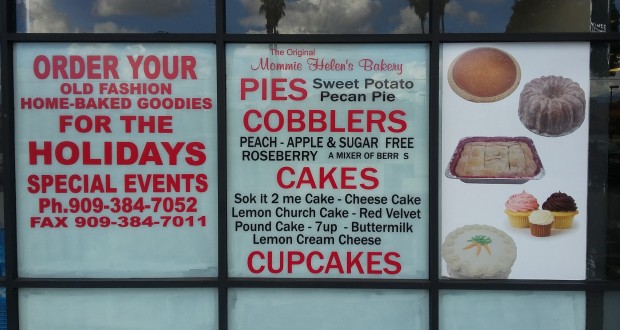 ORDER YOUR
OLD FASHION
HOME-BAKED GOODIES
FOR THE
HOLIDAYS
SPECIAL EVENTS
Ph.909-384-7052
FAX 909-384-7011
The Original
Mommie Helen's Bakery
PIES Sweet Potato
Pecan Pie
COBBLERS
PEACH - APPLE & SUGAR FREE
ROSEBERRY A MIXER OF BERR S
CAKES
Sok it 2 me Cake - Cheese Cake
Lemon Church Cake - Red Velvet
Pound Cake - 7up - Buttermilk
Lemon Cream Cheese
CUPCAKES